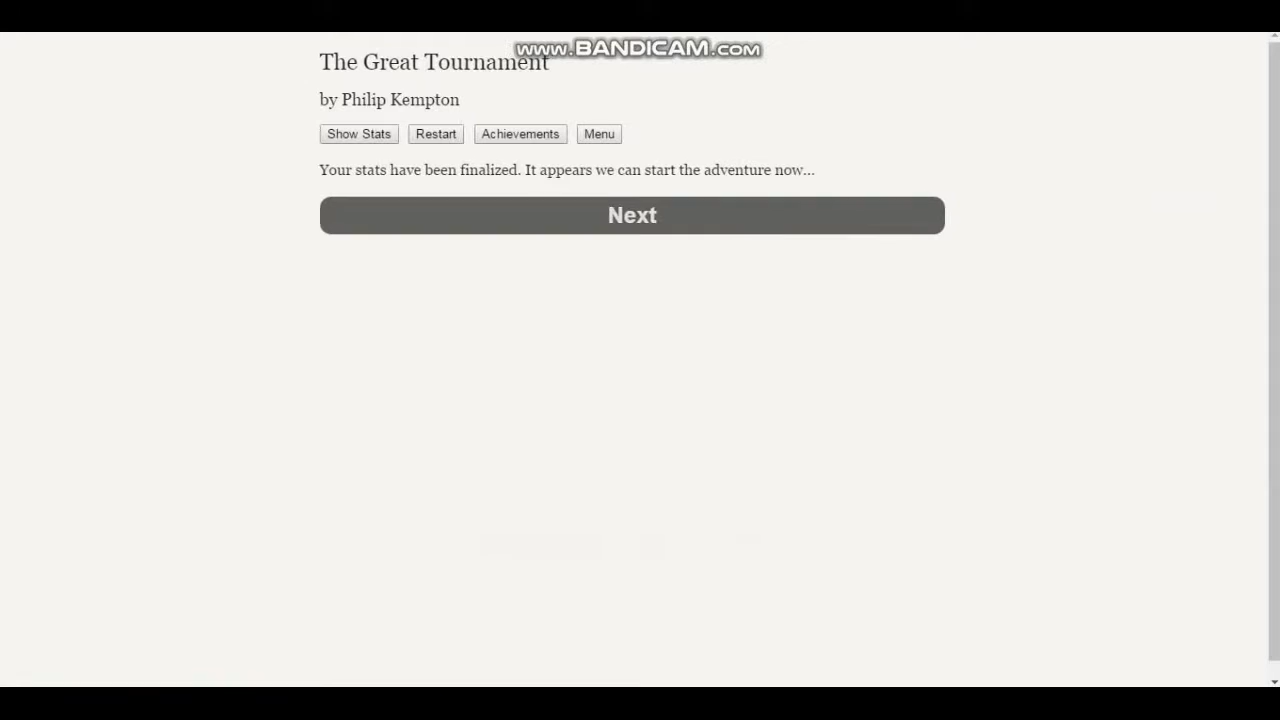 www.BANDICAM.com
The Great Tournament
by Philip Kempton
Show Stats Restart Achievements Menu
Your stats have been finalized. It appears we can start the adventure now...
Next